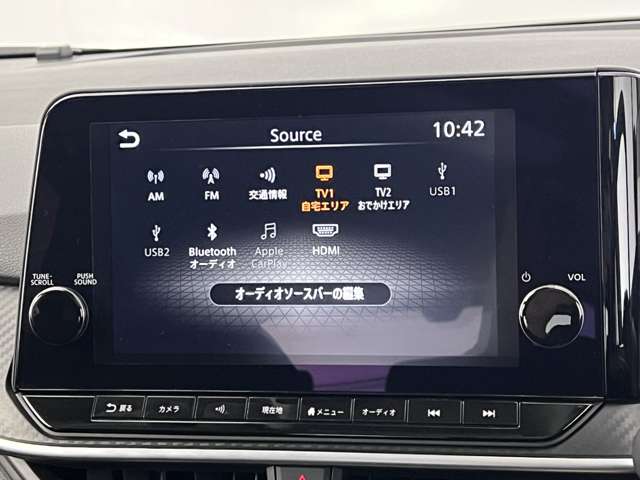 Source
10:42
AM
FM
交通情報
TV1
自宅エリア
TV2
おでかけエリア
USB1
USB2
Bluetooth
オーディオ
Apple
CarPlay
HDMI
オーディオソースバーの編集
TUNE-
SCROLL
PUSH
SOUND
VOL
戻る
カメラ
現在地
メニュー
オーディオ